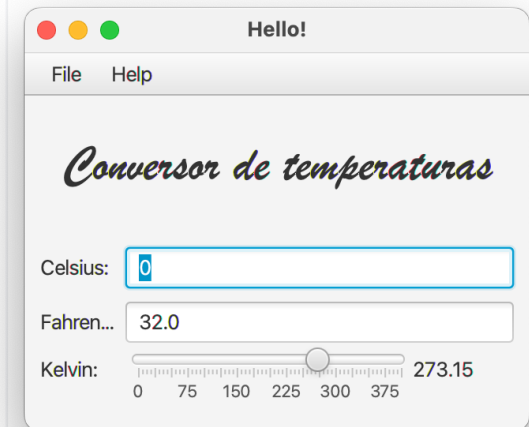 Hello!
File Help
Conversor de temperaturas
Celsius: 0
Fahren... 32.0
Kelvin: 273.15
0 75 150 225 300 375